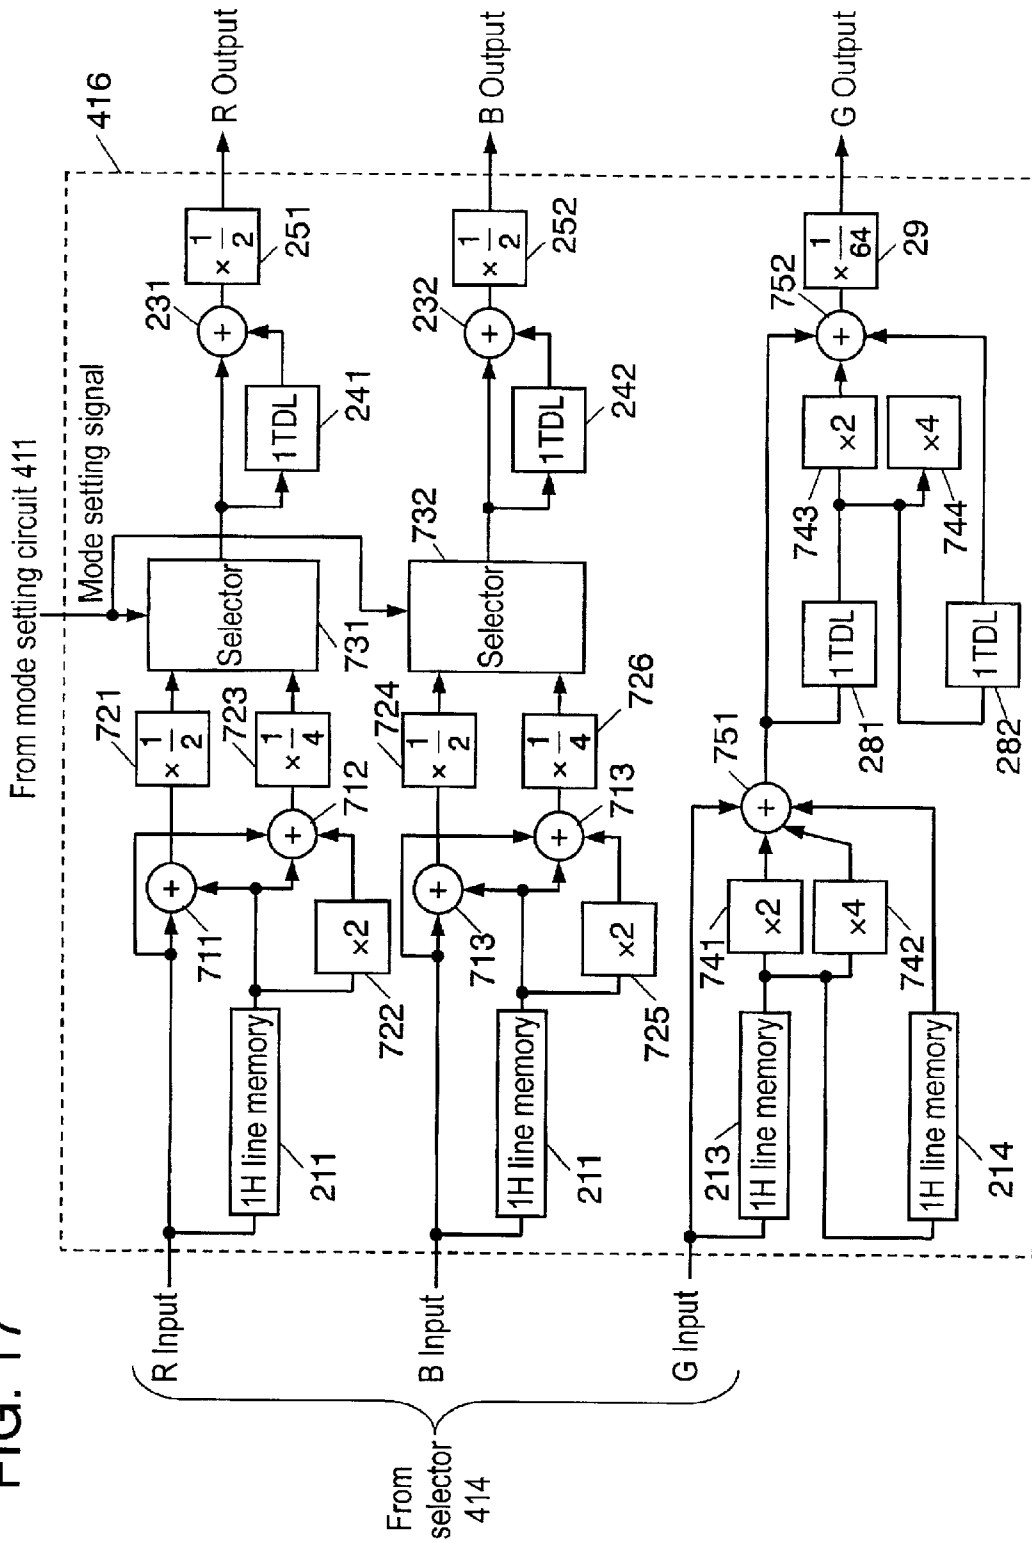 FIG. 17
From mode setting circuit 411
Mode setting signal
416
R Input
211
1H line memory
711
722
×2
712
721
× 1/2
723
× 1/4
Selector
731
231
+
241
1TDL
251
× 1/2
R Output
B Input
211
1H line memory
713
725
×2
713
724
× 1/2
726
× 1/4
Selector
732
232
+
242
1TDL
252
× 1/2
B Output
G Input
213
1H line memory
214
1H line memory
741
×2
742
×4
751
+
281
1TDL
282
1TDL
743
×2
744
×4
752
+
29
× 1/64
G Output
From
selector
414
+
+
+
+